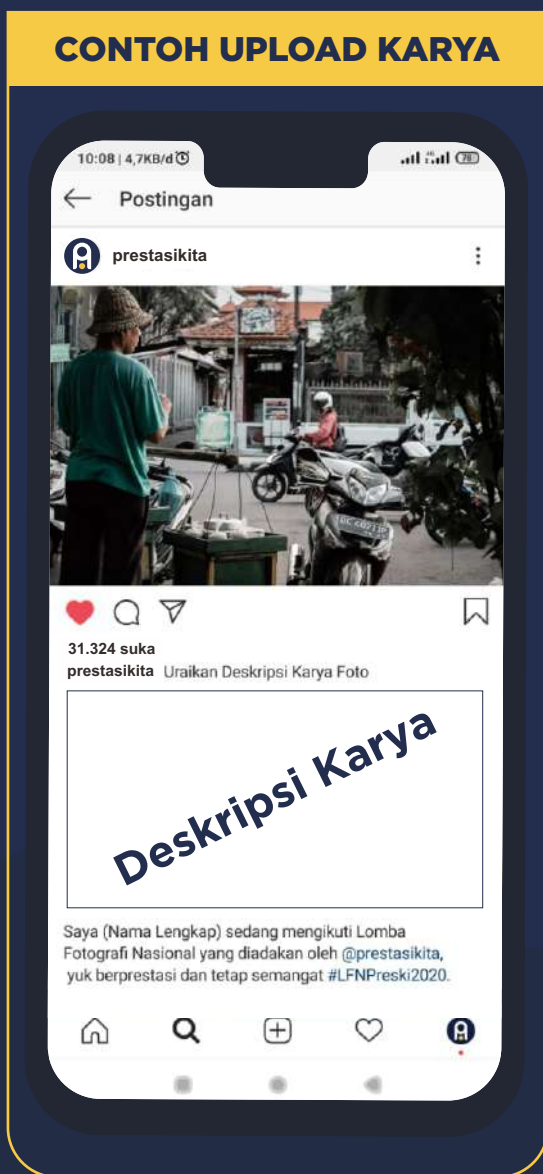 CONTOH UPLOAD KARYA
10:08 | 4,7KB/d
Postingan
prestasikita
31.324 suka
prestasikita Uraikan Deskripsi Karya Foto
Deskripsi Karya
Saya (Nama Lengkap) sedang mengikuti Lomba
Fotografi Nasional yang diadakan oleh @prestasikita,
yuk berprestasi dan tetap semangat #LFNPreski2020.